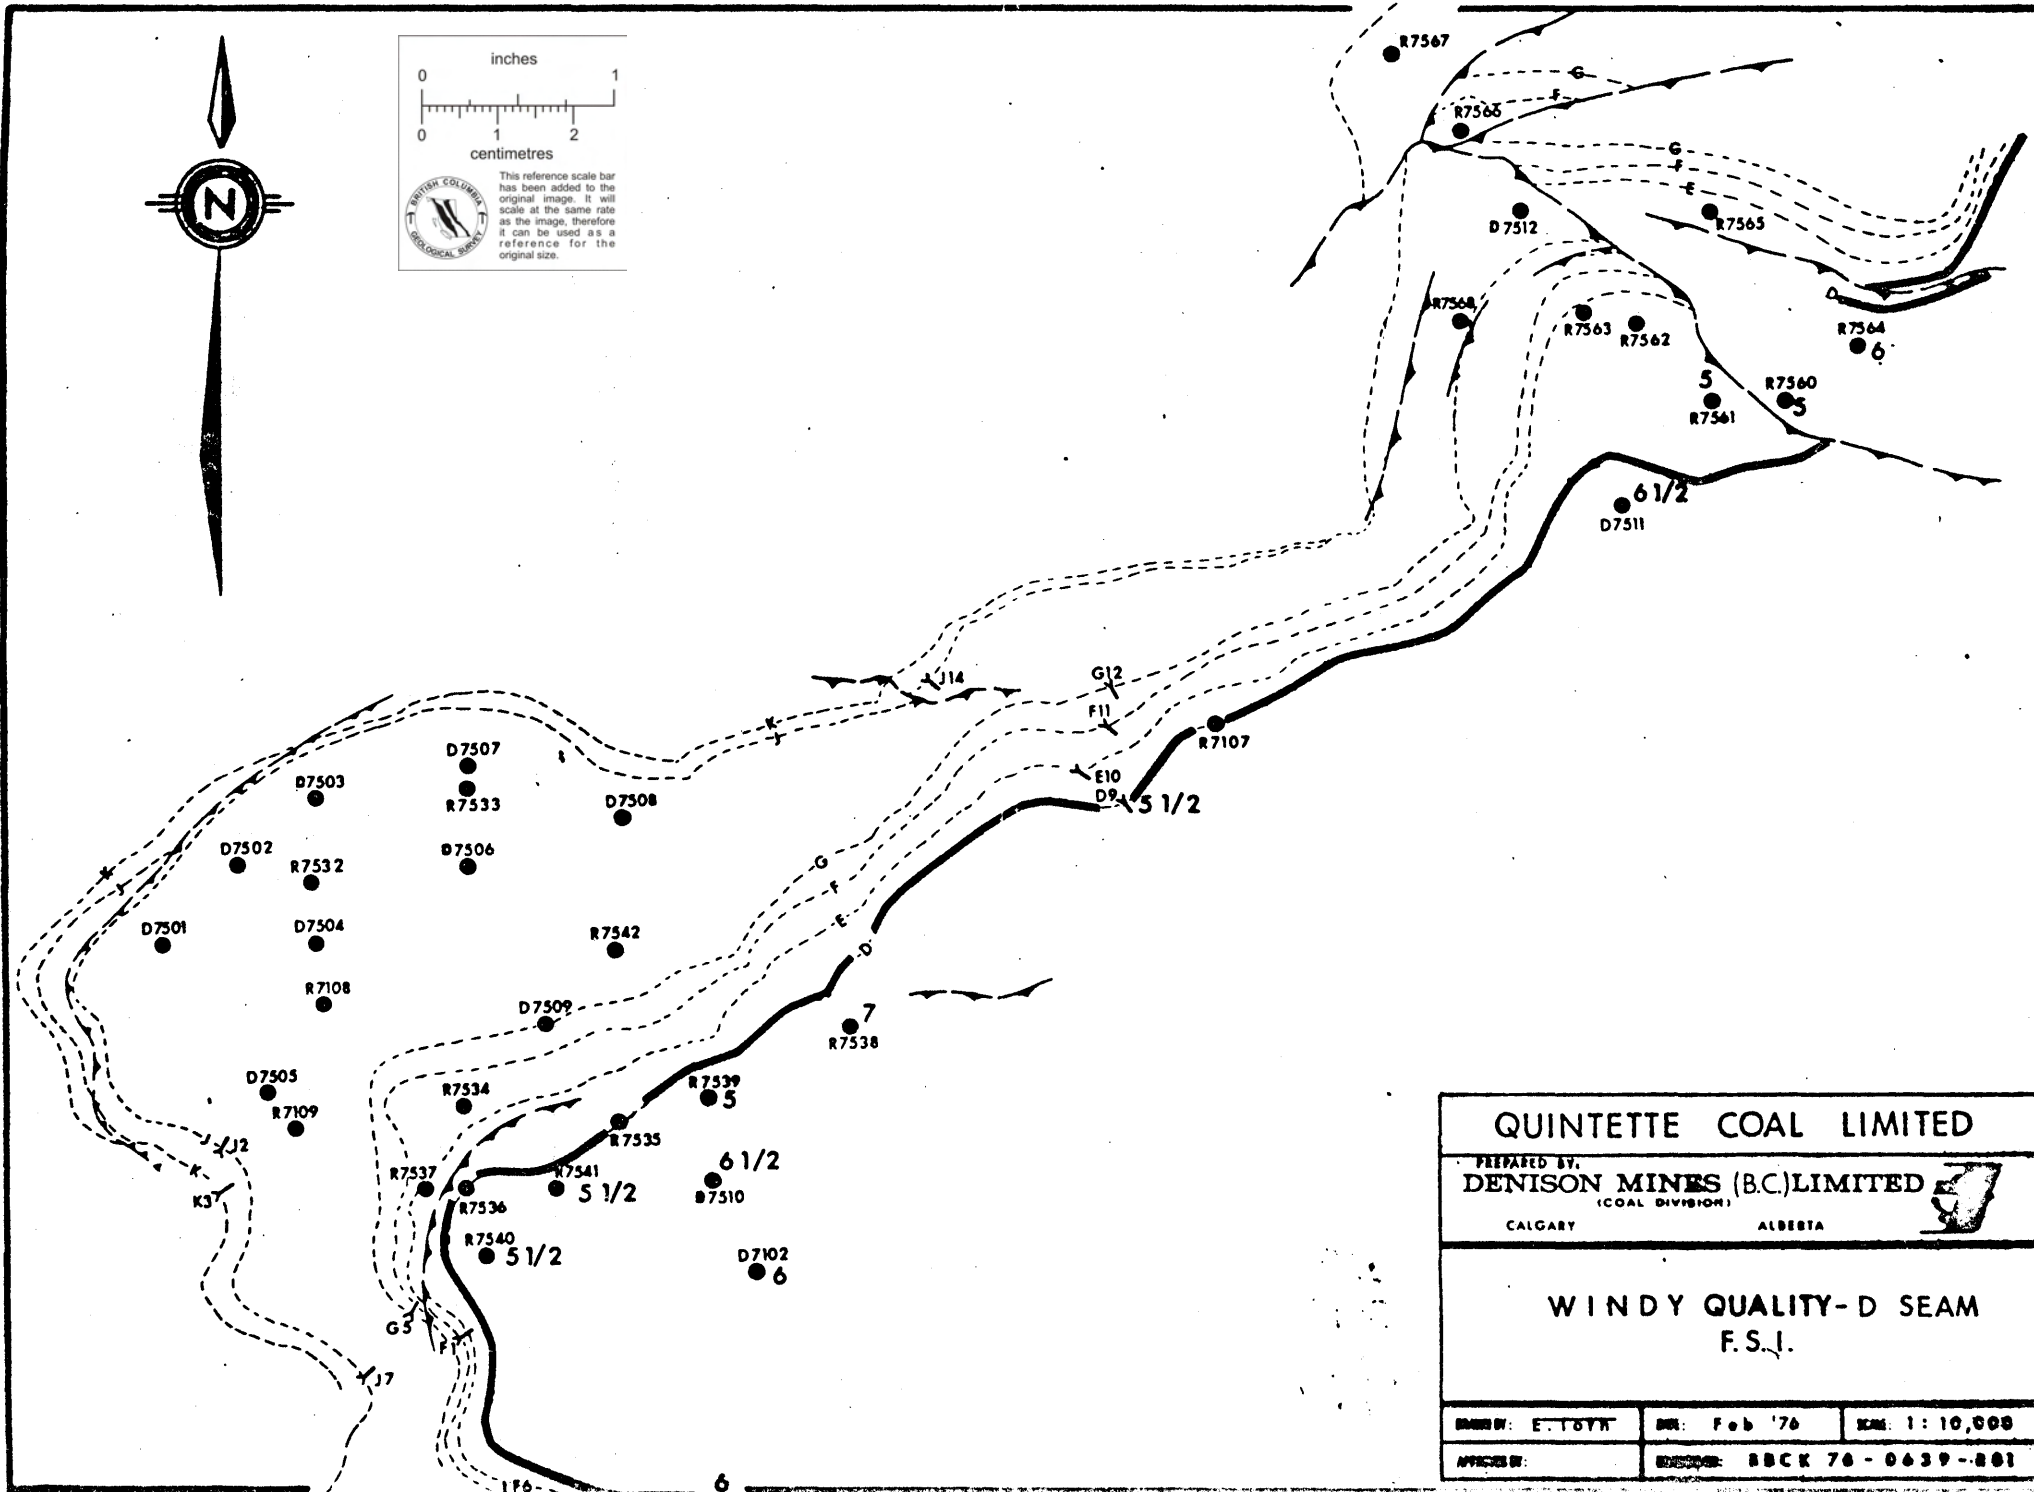 inches
0 1
0 1 2
centimetres
This reference scale bar
has been added to the
original image. It will
scale at the same rate
as the image, therefore
it can be used as a
reference for the
original size.
BRITISH COLUMBIA
GEOLOGICAL SURVEY
N
R7567
G
F
R7566
G
F
E
D7512
R7565
D
R7568
R7563
R7562
R7564
6
5
R7561
R7560
5
6 1/2
D7511
J14
G12
F11
K
J
R7107
E10
D9
5 1/2
D7507
D7503
R7533
D7508
D7502
R7532
D7506
G
F
E
D
K
J
D7501
D7504
R7542
R7108
D7509
7
R7538
D7505
R7109
R7534
R7539
5
R7535
J
J2
K
K3
R7537
R7536
R7541
5 1/2
6 1/2
D7510
R7540
5 1/2
D7102
6
G5
F1
J7
F6
6
QUINTETTE COAL LIMITED
PREPARED BY:
DENISON MINES (B.C.) LIMITED
(COAL DIVISION)
CALGARY ALBERTA
WINDY QUALITY - D SEAM
F.S.I.
Feb '76
1 : 10,000